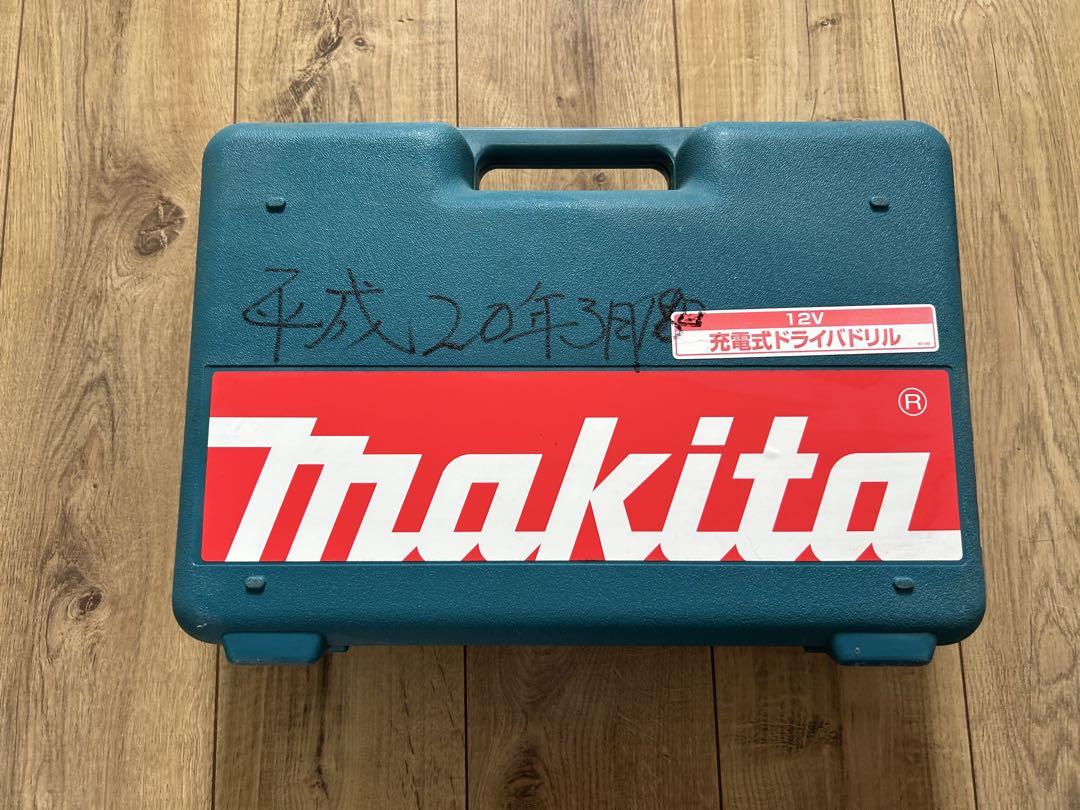 平成20年3月18日
12V
充電式ドライバドリル
makita®